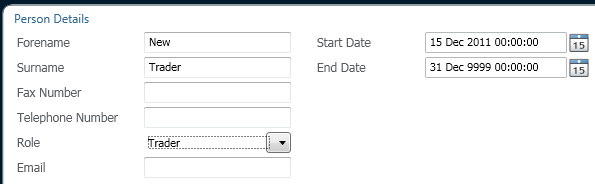 Person Details
Forename New Start Date 15 Dec 2011 00:00:00 15
Surname Trader End Date 31 Dec 9999 00:00:00 15
Fax Number
Telephone Number
Role Trader
Email